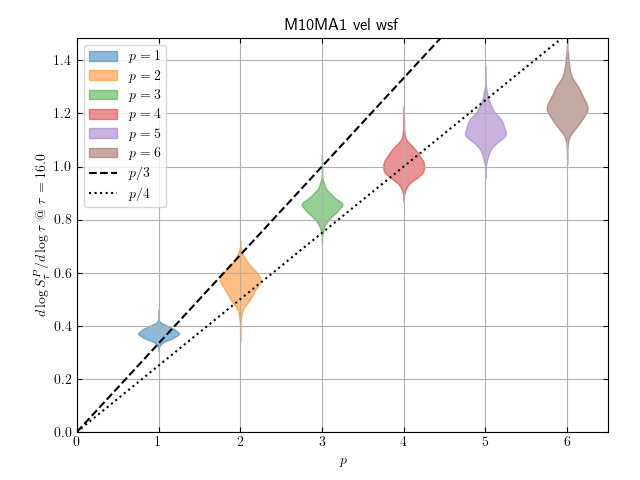 M10MA1 vel wsf
p = 1
p = 2
p = 3
p = 4
p = 5
p = 6
p/3
p/4
d log S_τ^P / d log τ @ τ = 16.0
1.4
1.2
1.0
0.8
0.6
0.4
0.2
0.0
0 1 2 3 4 5 6
p